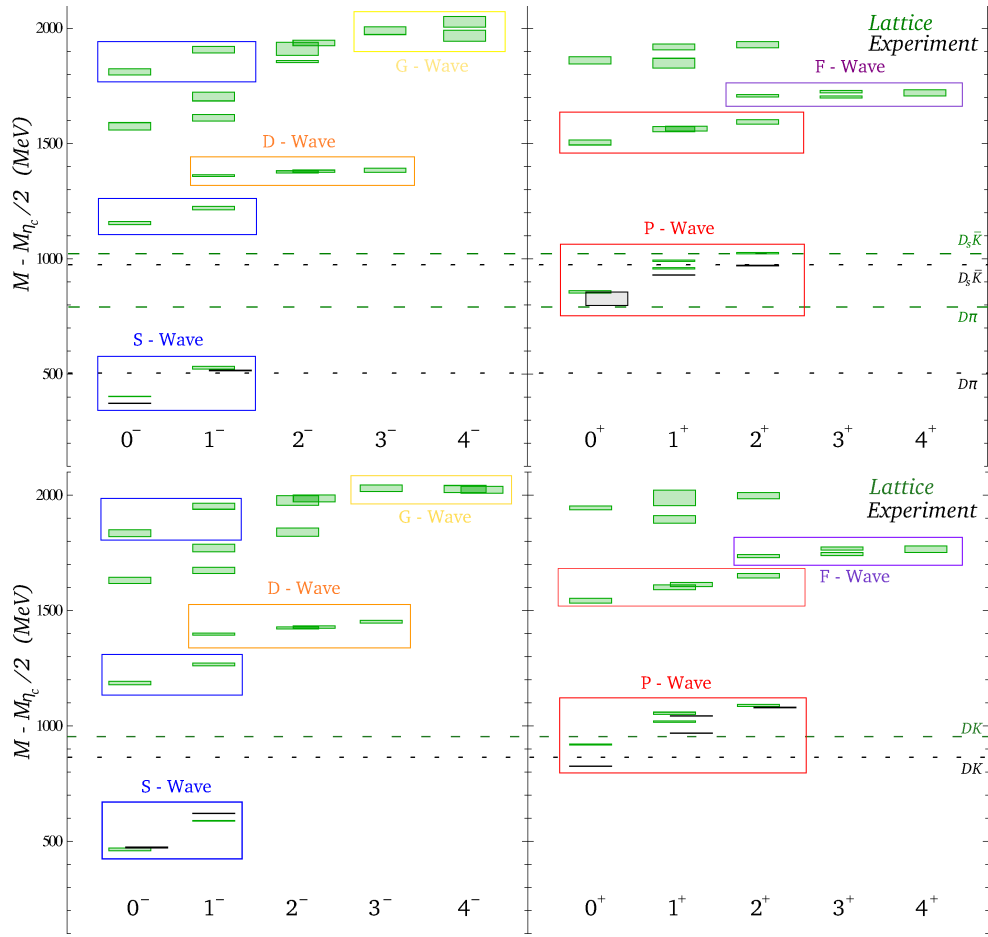 M - M_{η_c}/2 (MeV)
2000
1500
1000
500
G - Wave
D - Wave
S - Wave
0⁻ 1⁻ 2⁻ 3⁻ 4⁻
Lattice
Experiment
F - Wave
P - Wave
D_s K̄
D_s K̄
Dπ
Dπ
0⁺ 1⁺ 2⁺ 3⁺ 4⁺
M - M_{η_c}/2 (MeV)
2000
1500
1000
500
G - Wave
D - Wave
S - Wave
0⁻ 1⁻ 2⁻ 3⁻ 4⁻
Lattice
Experiment
F - Wave
P - Wave
DK
DK
0⁺ 1⁺ 2⁺ 3⁺ 4⁺